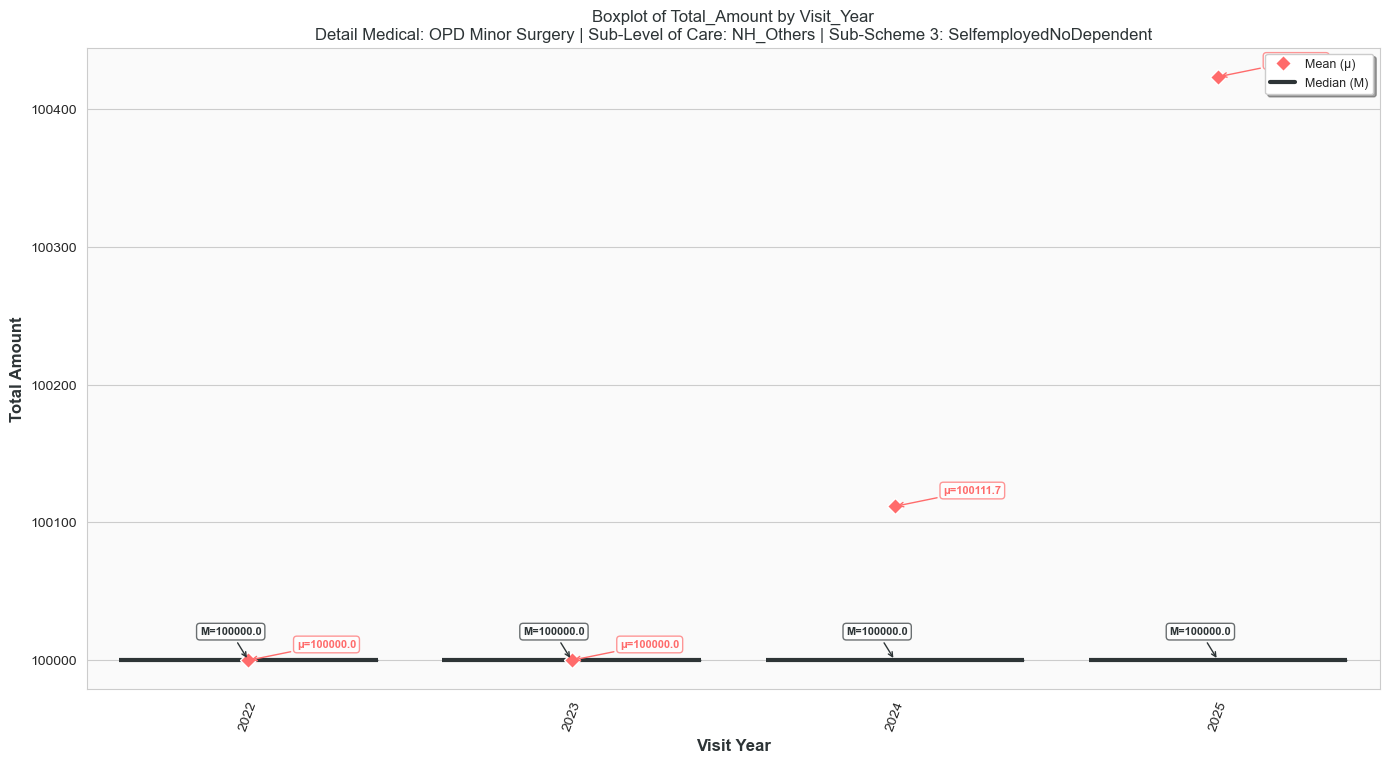 Boxplot of Total_Amount by Visit_Year
Detail Medical: OPD Minor Surgery | Sub-Level of Care: NH_Others | Sub-Scheme 3: SelfemployedNoDependent
Mean (μ)
Median (M)
100400
100300
100200
100100
100000
Total Amount
μ=100111.7
M=100000.0
μ=100000.0
M=100000.0
μ=100000.0
M=100000.0
M=100000.0
2022
2023
2024
2025
Visit Year